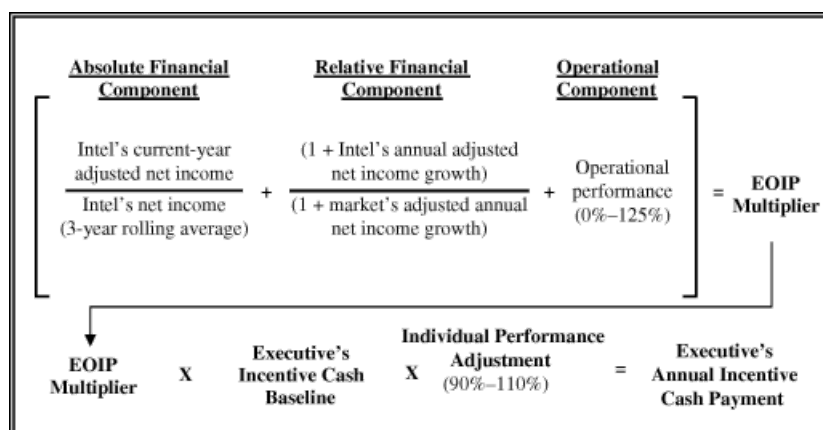 Absolute Financial
Component
Relative Financial
Component
Operational
Component
Intel's current-year
adjusted net income
Intel's net income
(3-year rolling average)
+
(1 + Intel's annual adjusted
net income growth)
(1 + market's adjusted annual
net income growth)
+
Operational
performance
(0%–125%)
=
EOIP
Multiplier
EOIP
Multiplier
X
Executive's
Incentive Cash
Baseline
X
Individual Performance
Adjustment
(90%–110%)
=
Executive's
Annual Incentive
Cash Payment